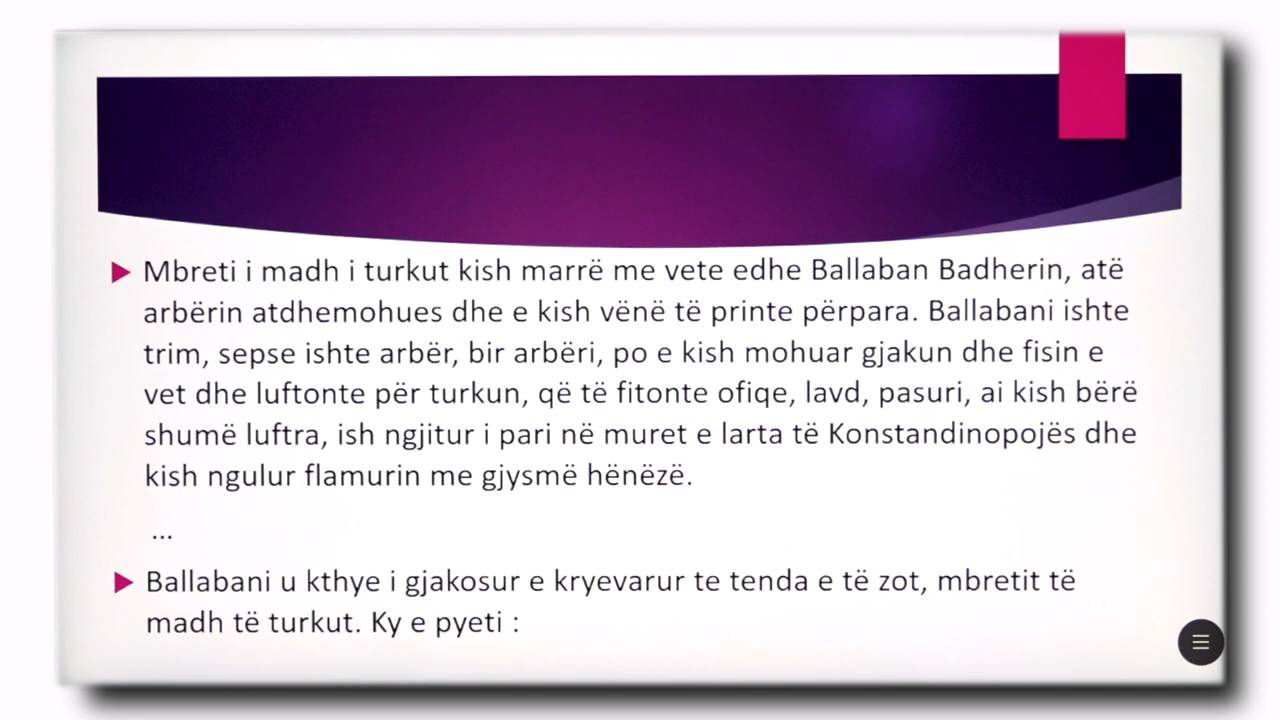 Mbreti i madh i turkut kish marrë me vete edhe Ballaban Badherin, atë
arbërin atdhemohues dhe e kish vënë të printe përpara. Ballabani ishte
trim, sepse ishte arbër, bir arbëri, po e kish mohuar gjakun dhe fisin e
vet dhe luftonte për turkun, që të fitonte ofiqe, lavd, pasuri, ai kish bërë
shumë luftra, ish ngjitur i pari në muret e larta të Konstandinopojës dhe
kish ngulur flamurin me gjysmë hënëzë.
...
Ballabani u kthye i gjakosur e kryevarur te tenda e të zot, mbretit të
madh të turkut. Ky e pyeti :